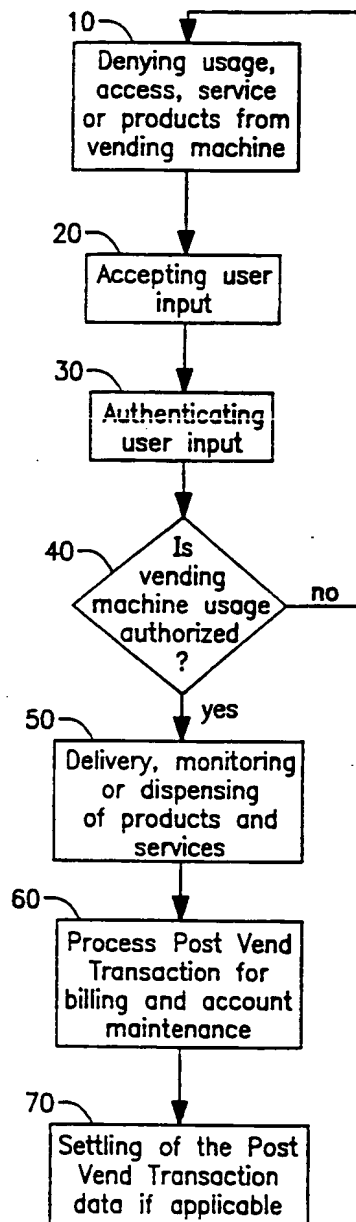 10
Denying usage,
access, service
or products from
vending machine
20
Accepting user
input
30
Authenticating
user input
40
Is
vending
machine usage
authorized
?
no
yes
50
Delivery, monitoring
or dispensing
of products and
services
60
Process Post Vend
Transaction for
billing and account
maintenance
70
Settling of the Post
Vend Transaction
data if applicable